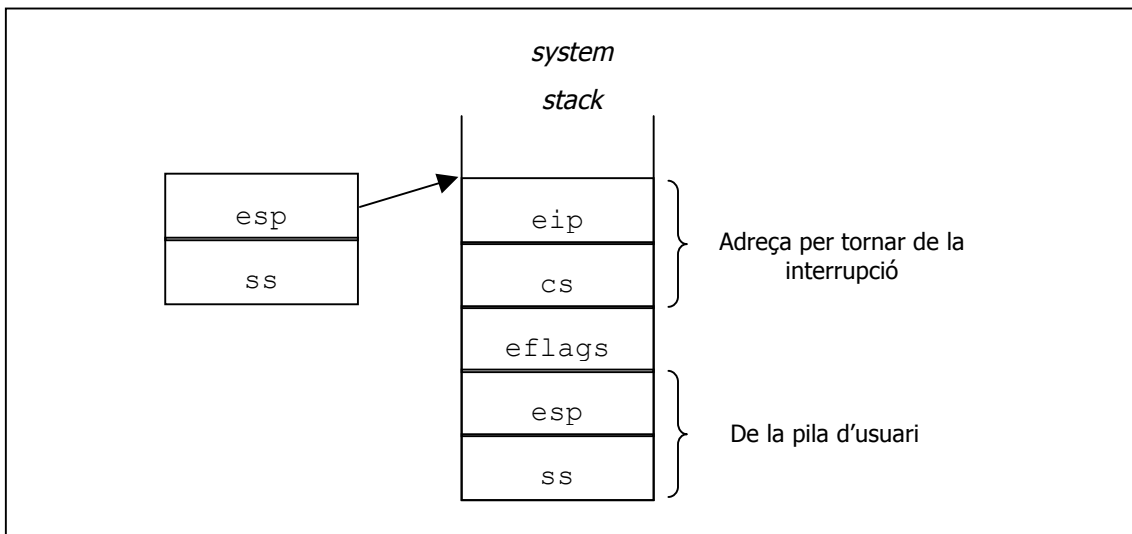 system
stack
esp
ss
eip
cs
eflags
esp
ss
Adreça per tornar de la
interrupció
De la pila d’usuari